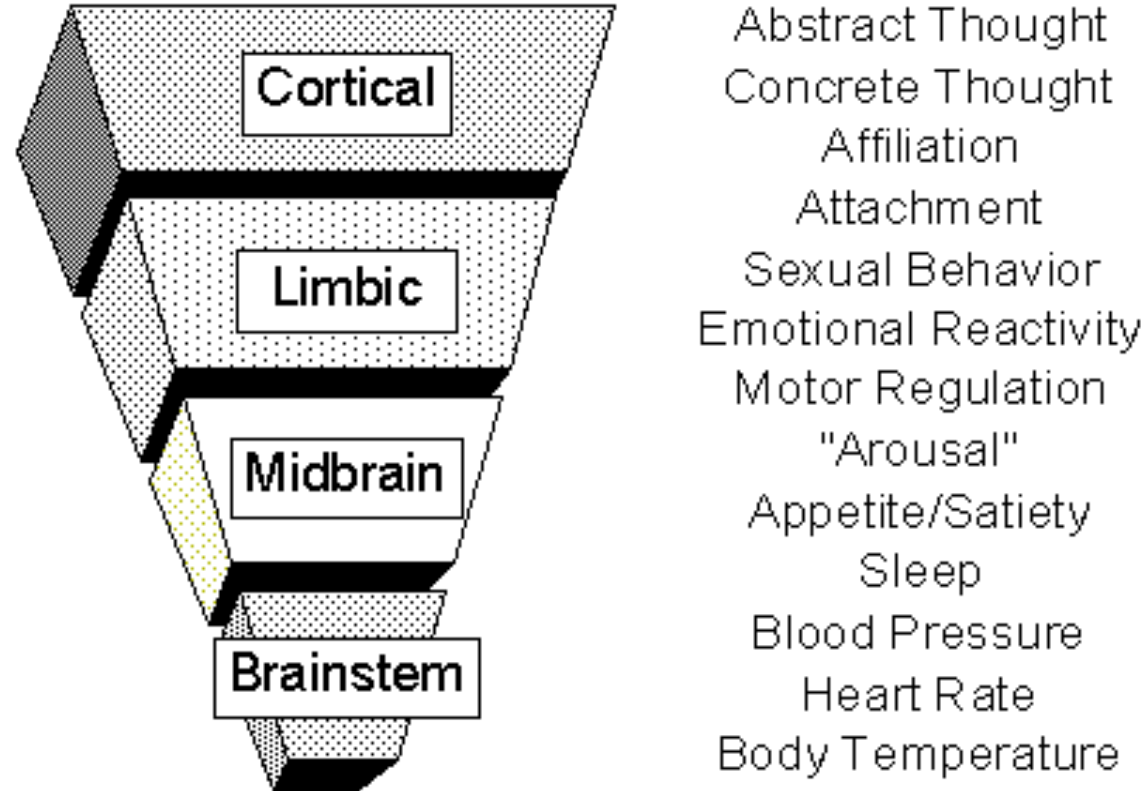 Cortical
Limbic
Midbrain
Brainstem
Abstract Thought
Concrete Thought
Affiliation
Attachment
Sexual Behavior
Emotional Reactivity
Motor Regulation
"Arousal"
Appetite/Satiety
Sleep
Blood Pressure
Heart Rate
Body Temperature